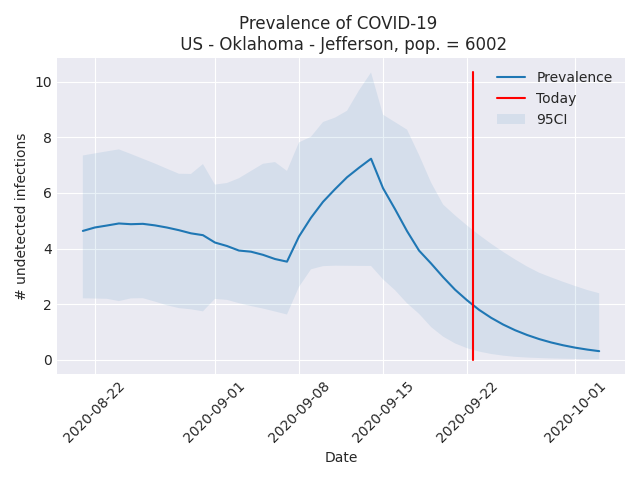 Prevalence of COVID-19
US - Oklahoma - Jefferson, pop. = 6002
# undetected infections
10
8
6
4
2
0
Prevalence
Today
95CI
2020-08-22
2020-09-01
2020-09-08
2020-09-15
2020-09-22
2020-10-01
Date